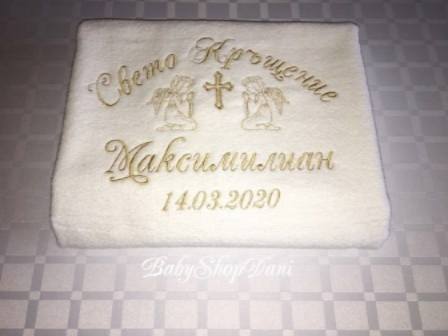 Свето Кръщение
Максимилиан
14.03.2020
BabyShopDani